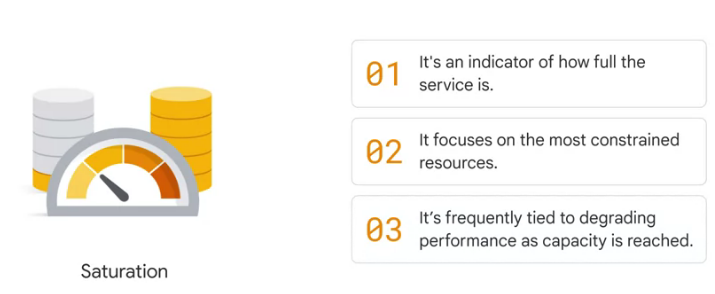 01 It's an indicator of how full the
service is.
02 It focuses on the most constrained
resources.
03 It's frequently tied to degrading
performance as capacity is reached.
Saturation